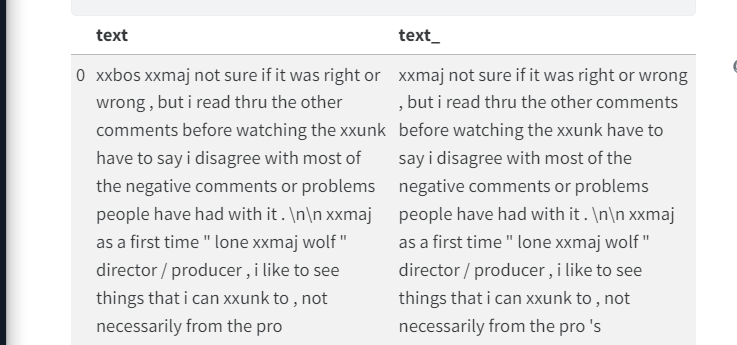 text text_
0 xxbos xxmaj not sure if it was right or
wrong , but i read thru the other
comments before watching the xxunk
have to say i disagree with most of
the negative comments or problems
people have had with it . \n\n xxmaj
as a first time " lone xxmaj wolf "
director / producer , i like to see
things that i can xxunk to , not
necessarily from the pro
xxmaj not sure if it was right or wrong
, but i read thru the other comments
before watching the xxunk have to
say i disagree with most of the
negative comments or problems
people have had with it . \n\n xxmaj
as a first time " lone xxmaj wolf "
director / producer , i like to see
things that i can xxunk to , not
necessarily from the pro 's